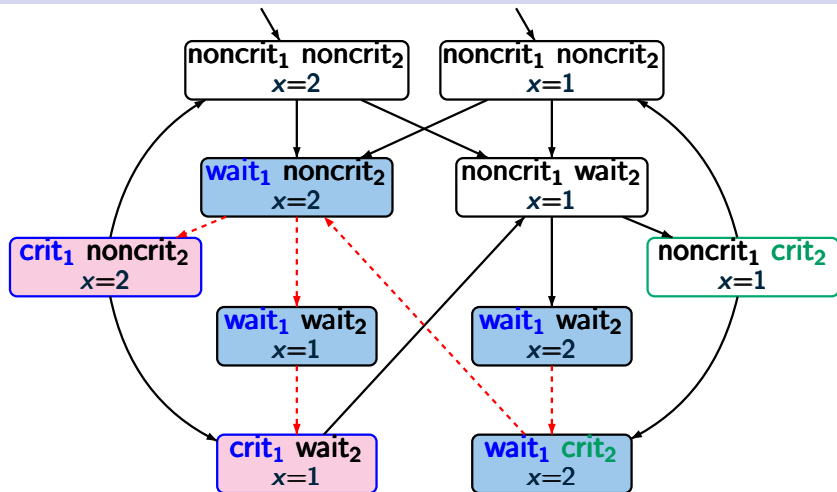 noncrit₁ noncrit₂
x=2
noncrit₁ noncrit₂
x=1
wait₁ noncrit₂
x=2
noncrit₁ wait₂
x=1
crit₁ noncrit₂
x=2
noncrit₁ crit₂
x=1
wait₁ wait₂
x=1
wait₁ wait₂
x=2
crit₁ wait₂
x=1
wait₁ crit₂
x=2